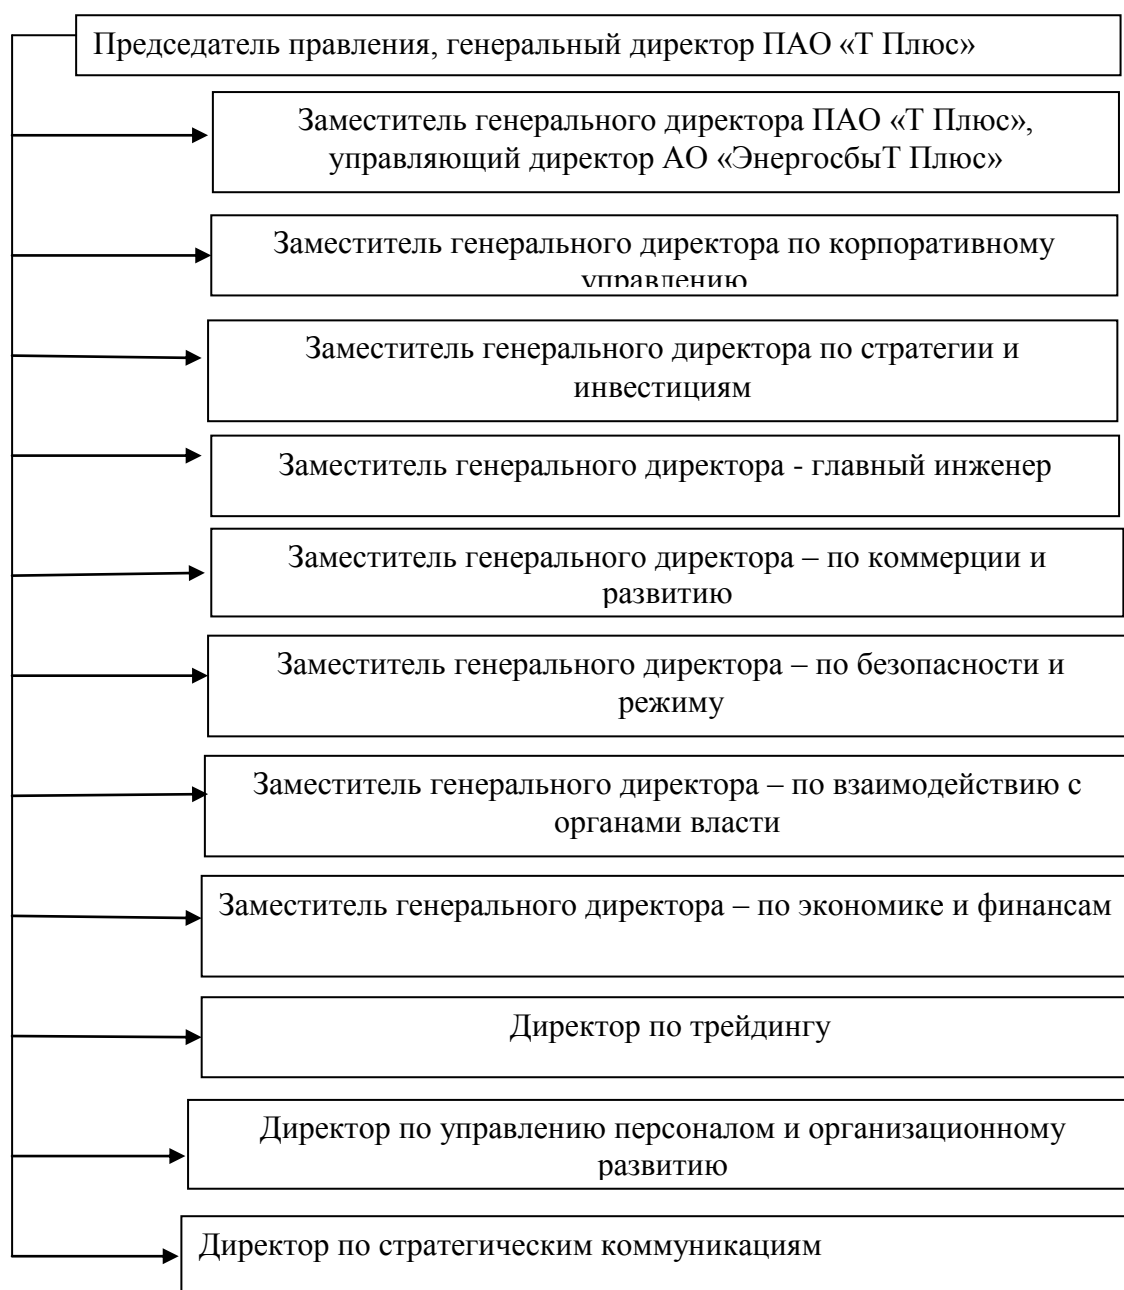 Председатель правления, генеральный директор ПАО «Т Плюс»
Заместитель генерального директора ПАО «Т Плюс»,
управляющий директор АО «ЭнергосбыТ Плюс»
Заместитель генерального директора по корпоративному
управлению
Заместитель генерального директора по стратегии и
инвестициям
Заместитель генерального директора - главный инженер
Заместитель генерального директора – по коммерции и
развитию
Заместитель генерального директора – по безопасности и
режиму
Заместитель генерального директора – по взаимодействию с
органами власти
Заместитель генерального директора – по экономике и финансам
Директор по трейдингу
Директор по управлению персоналом и организационному
развитию
Директор по стратегическим коммуникациям